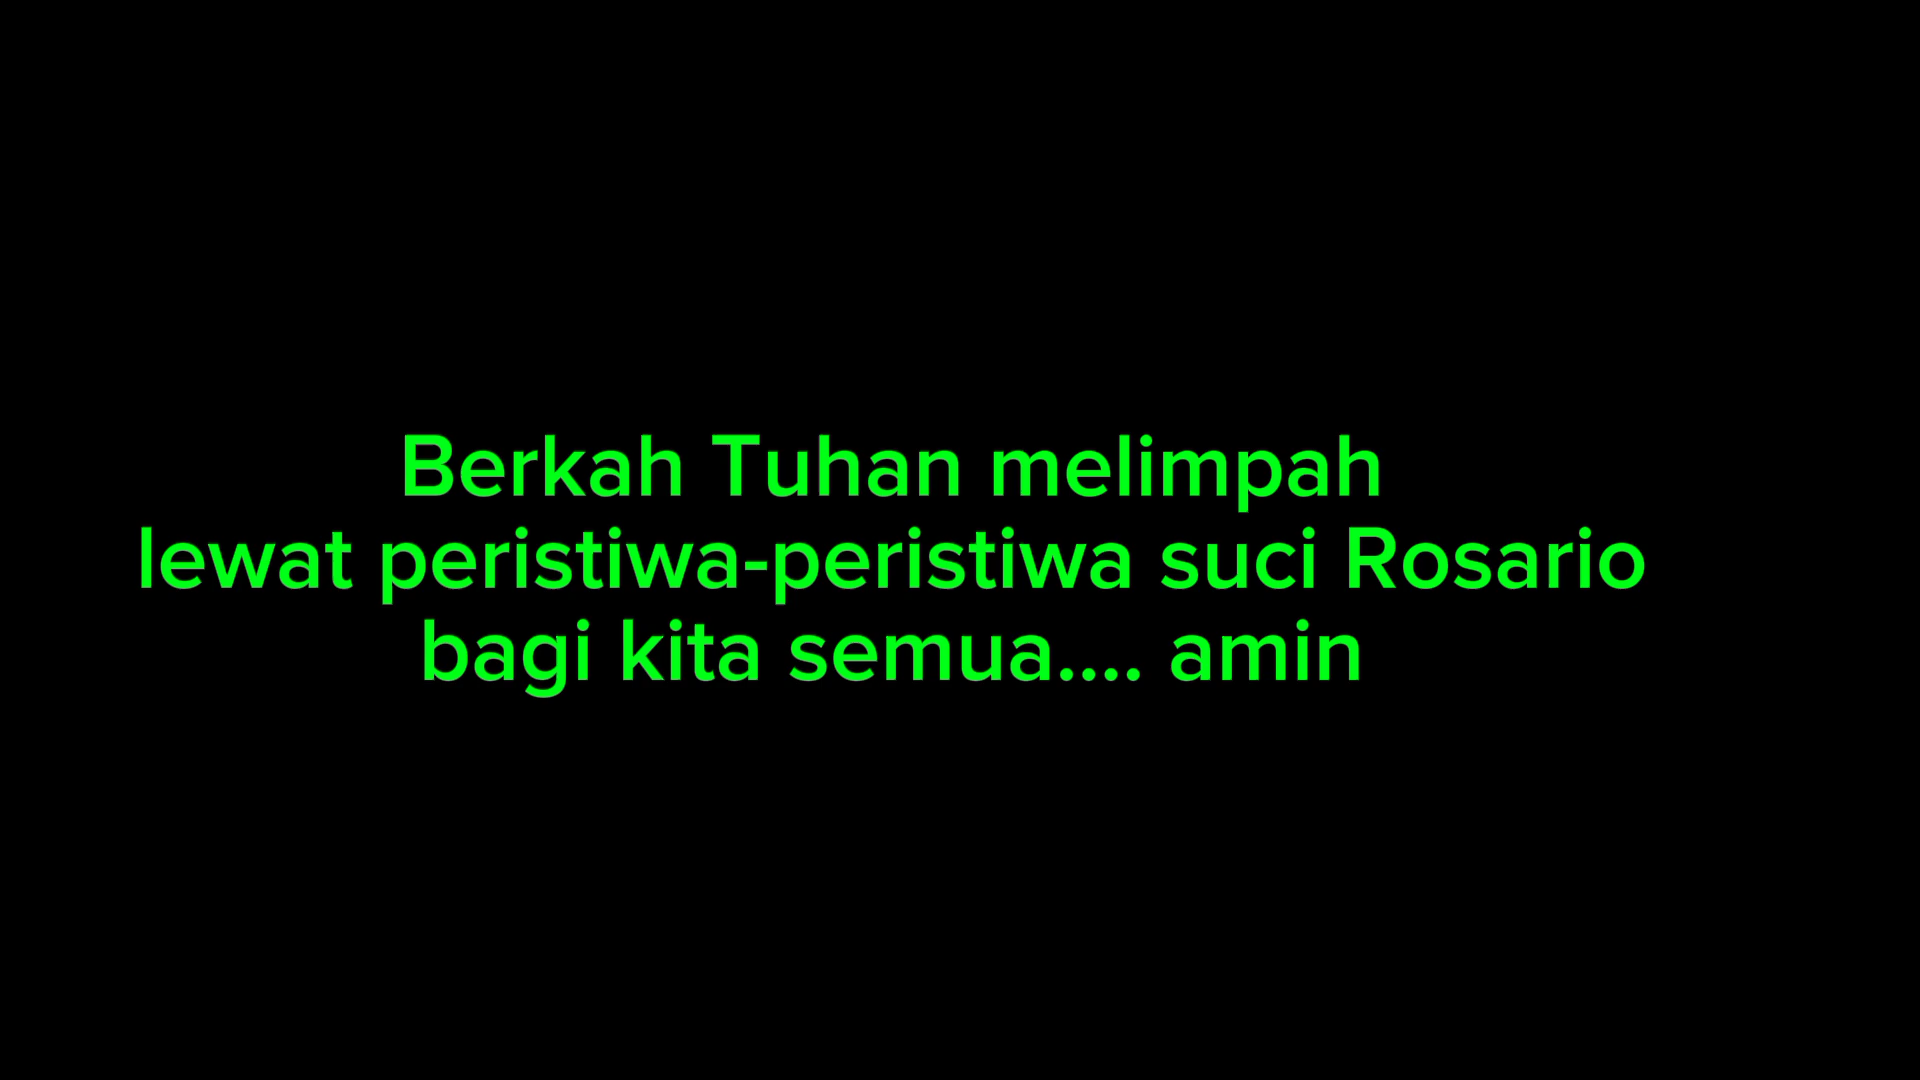 Berkah Tuhan melimpah
lewat peristiwa-peristiwa suci Rosario
bagi kita semua.... amin